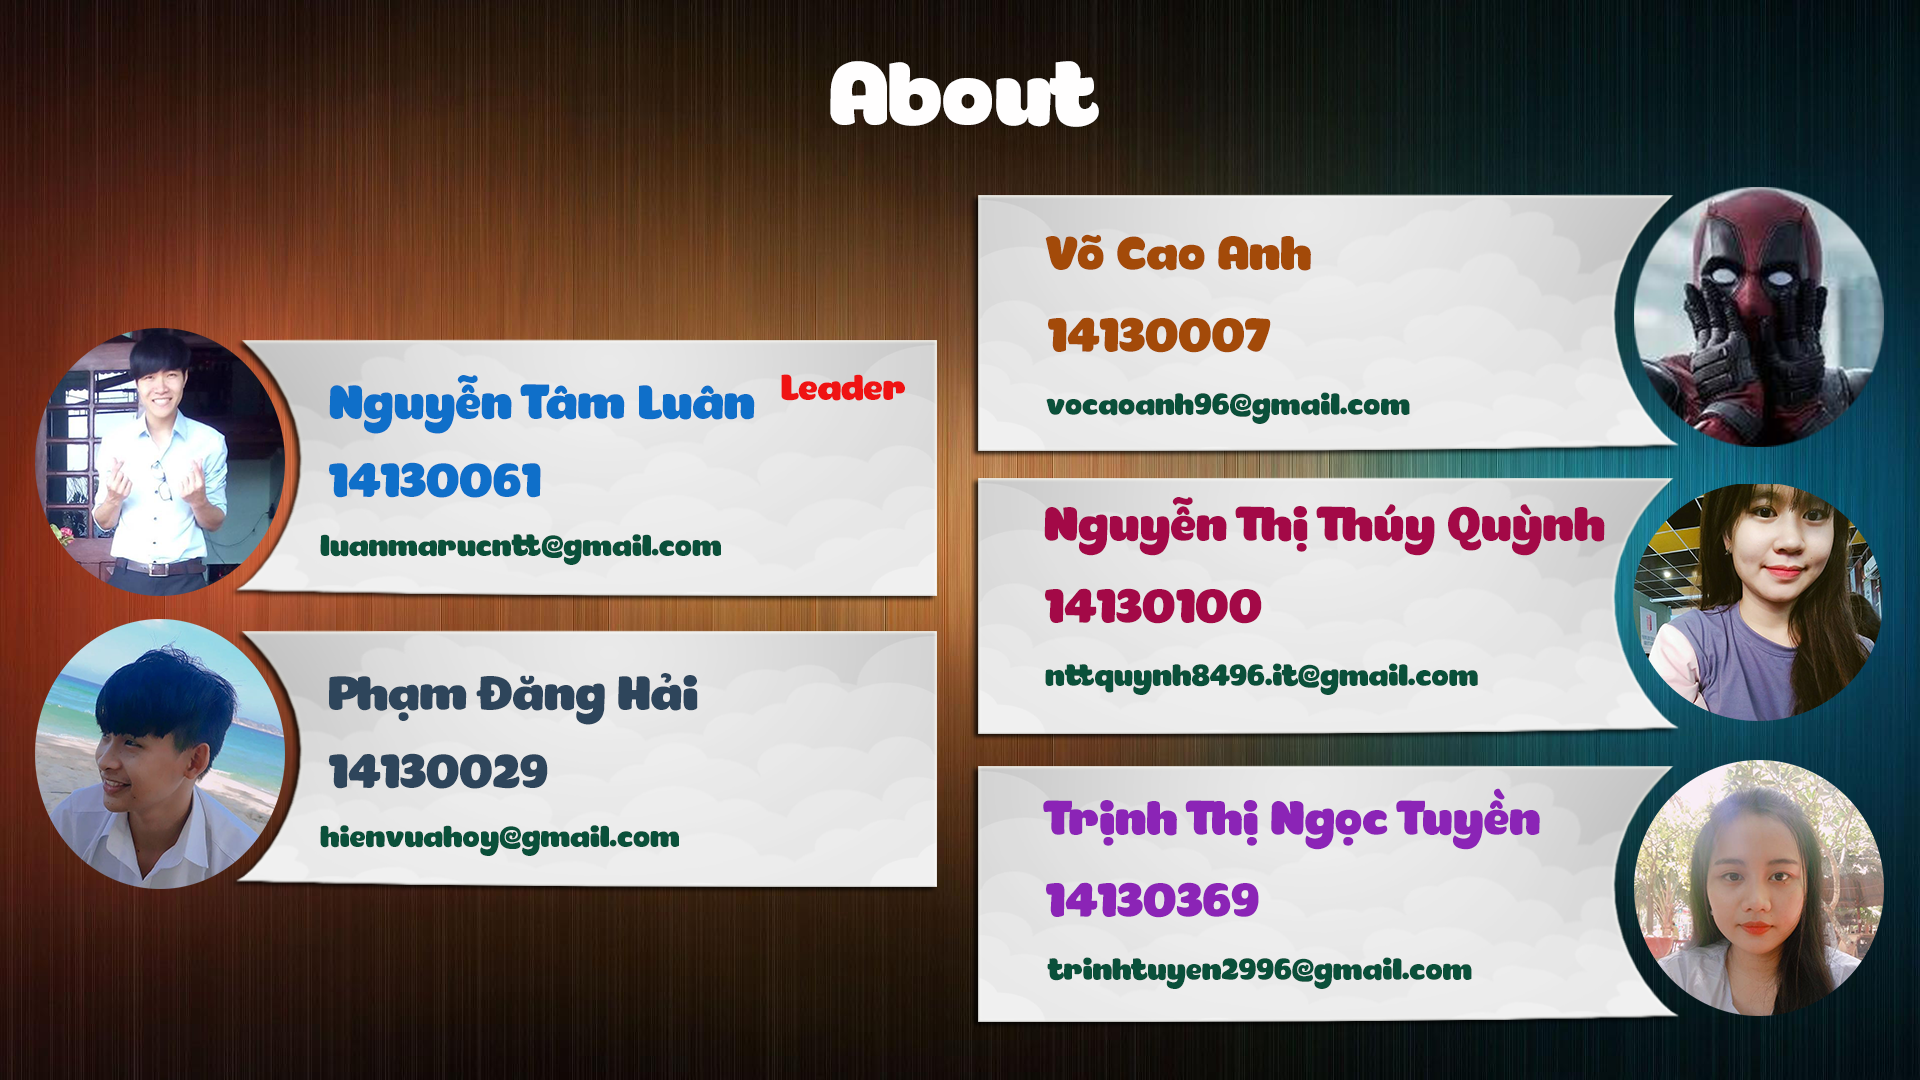 About
Nguyễn Tâm Luân Leader
14130061
luanmarucntt@gmail.com
Phạm Đăng Hải
14130029
hienvuahoy@gmail.com
Võ Cao Anh
14130007
vocaoanh96@gmail.com
Nguyễn Thị Thúy Quỳnh
14130100
nttquynh8496.it@gmail.com
Trịnh Thị Ngọc Tuyền
14130369
trinhtuyen2996@gmail.com